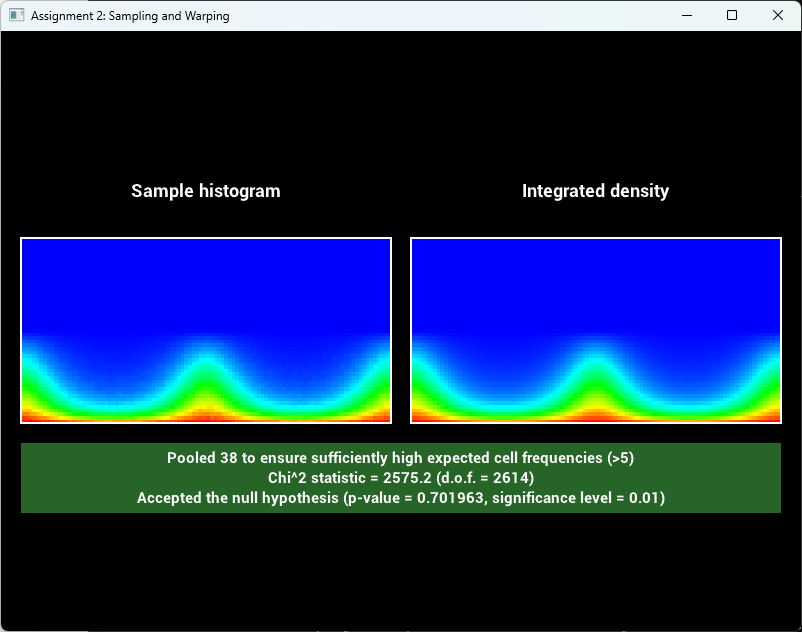 Assignment 2: Sampling and Warping
Sample histogram
Integrated density
Pooled 38 to ensure sufficiently high expected cell frequencies (>5)
Chi^2 statistic = 2575.2 (d.o.f. = 2614)
Accepted the null hypothesis (p-value = 0.701963, significance level = 0.01)